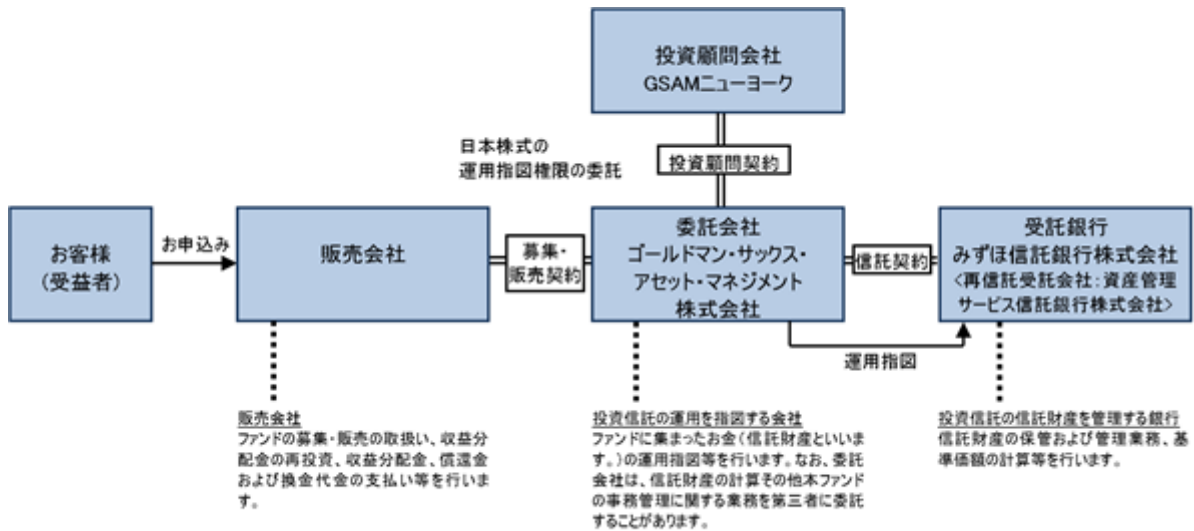 投資顧問会社
GSAMニューヨーク
日本株式の
運用指図権限の委託
投資顧問契約
お客様
(受益者)
お申込み
販売会社
募集・
販売契約
委託会社
ゴールドマン・サックス・
アセット・マネジメント
株式会社
信託契約
受託銀行
みずほ信託銀行株式会社
<再信託受託会社:資産管理
サービス信託銀行株式会社>
運用指図
販売会社
ファンドの募集・販売の取扱い、収益分
配金の再投資、収益分配金、償還金
および換金代金の支払い等を行いま
す。
投資信託の運用を指図する会社
ファンドに集まったお金(信託財産といいま
す。)の運用指図等を行います。なお、委託
会社は、信託財産の計算その他本ファンド
の事務管理に関する業務を第三者に委託
することがあります。
投資信託の信託財産を管理する銀行
信託財産の保管および管理業務、基
準価額の計算等を行います。